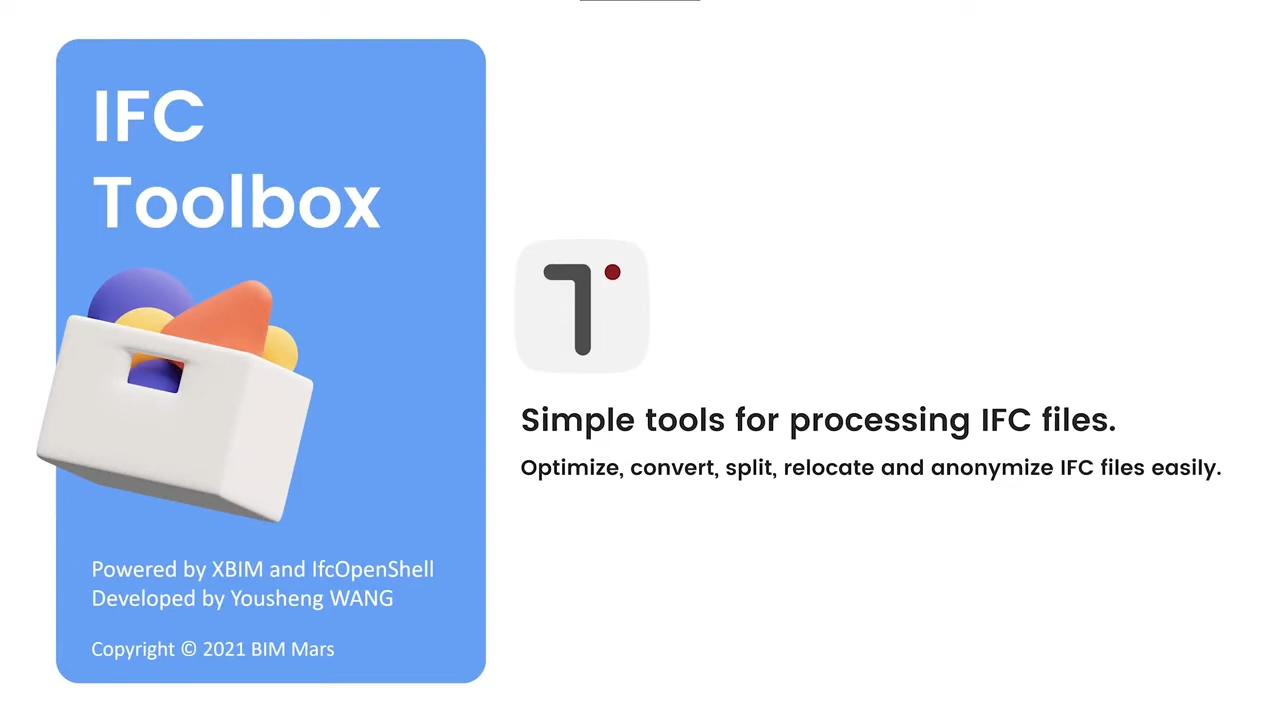 IFC
Toolbox
Powered by XBIM and IfcOpenShell
Developed by Yousheng WANG
Copyright © 2021 BIM Mars
Simple tools for processing IFC files.
Optimize, convert, split, relocate and anonymize IFC files easily.